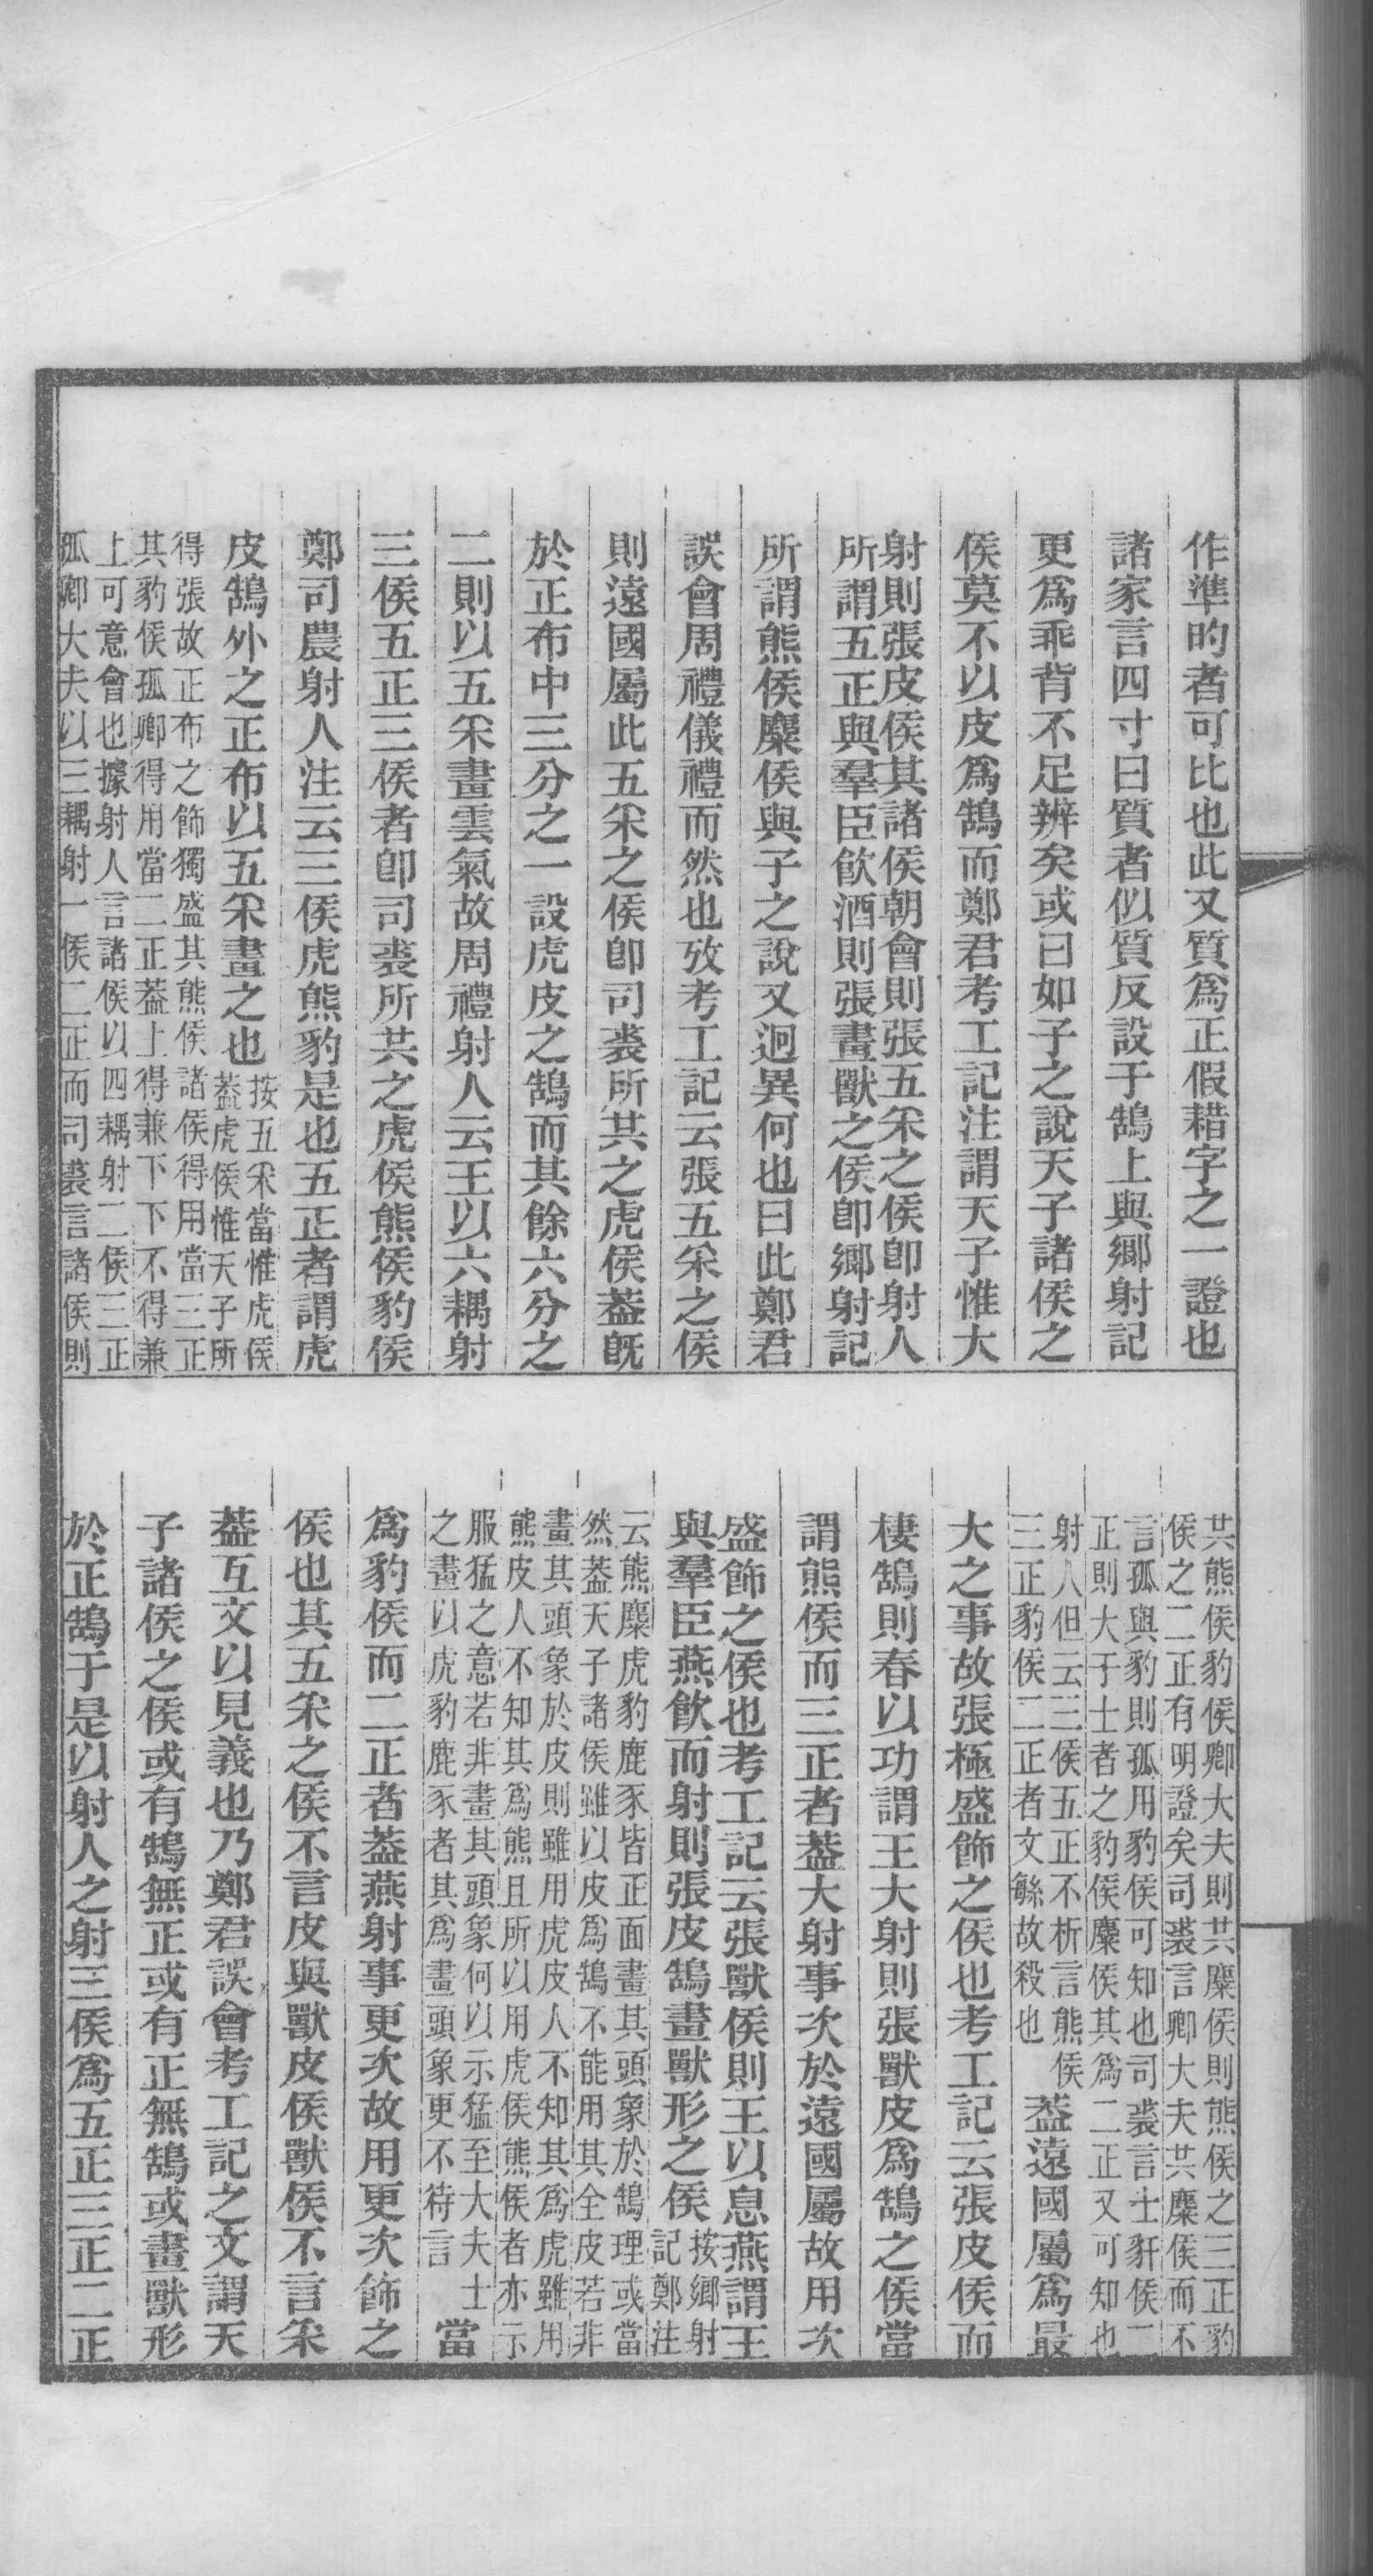 作準旳者可比也此又質爲正假耤字之一證也
諸家言四寸曰質者似質反設于鵠上與鄉射記
更爲乖背不足辨矣或曰如子之說天子諸侯之
侯莫不以皮爲鵠而鄭君考工記注謂天子惟大
射則張皮侯其諸侯朝會則張五采之侯卽射人
所謂五正與羣臣飮酒則張畫獸之侯卽鄉射記
所謂熊侯麋侯與子之說又迥異何也曰此鄭君
誤會周禮儀禮而然也攷考工記云張五采之侯
則遠國屬此五采之侯卽司裘所共之虎侯葢旣
於正布中三分之一設虎皮之鵠而其餘六分之
二則以五采畫雲氣故周禮射人云王以六耦射
三侯五正三侯者卽司裘所共之虎侯熊侯豹侯
鄭司農射人注云三侯虎熊豹是也五正者謂虎
皮鵠外之正布以五采畫之也
按五采當惟虎侯
葢虎侯惟天子所
得張故正布之飾獨盛其熊侯諸侯得用當三正
其豹侯孤卿得用當二正葢上得兼下下不得兼
上可意會也據射人言諸侯以四耦射二侯三正
孤卿大夫以三耦射一侯二正而司裘言諸侯則
共熊侯豹侯卿大夫則共麋侯則熊侯之三正豹
侯之二正有明證矣司裘言卿大夫共麋侯而不
言孤與豹則孤用豹侯可知也司裘言士豻侯二
正則大于士者之豹侯麋侯其爲二正又可知也
射人但云三侯五正不析言熊侯
三正豹侯二正者文緐故殺也
葢遠國屬爲最
大之事故張極盛飾之侯也考工記云張皮侯而
棲鵠則春以功謂王大射則張獸皮爲鵠之侯當
謂熊侯而三正者葢大射事次於遠國屬故用次
盛飾之侯也考工記云張獸侯則王以息燕謂王
與羣臣燕飮而射則張皮鵠畫獸形之侯
按鄉射
記鄭注
云熊麋虎豹鹿豕皆正面畫其頭象於鵠理或當
然葢天子諸侯雖以皮爲鵠不能用其全皮若非
畫其頭象於皮則雖用虎皮人不知其爲虎雖用
熊皮人不知其爲熊且所以用虎侯熊侯者亦示
服猛之意若非畫其頭象何以示猛至大夫士
之畫以虎豹鹿豕者其爲畫頭象更不待言
當
爲豹侯而二正者葢燕射事更次故用更次飾之
侯也其五采之侯不言皮與獸皮侯獸侯不言采
葢互文以見義也乃鄭君誤會考工記之文謂天
子諸侯之侯或有鵠無正或有正無鵠或畫獸形
於正鵠于是以射人之射三侯爲五正三正二正